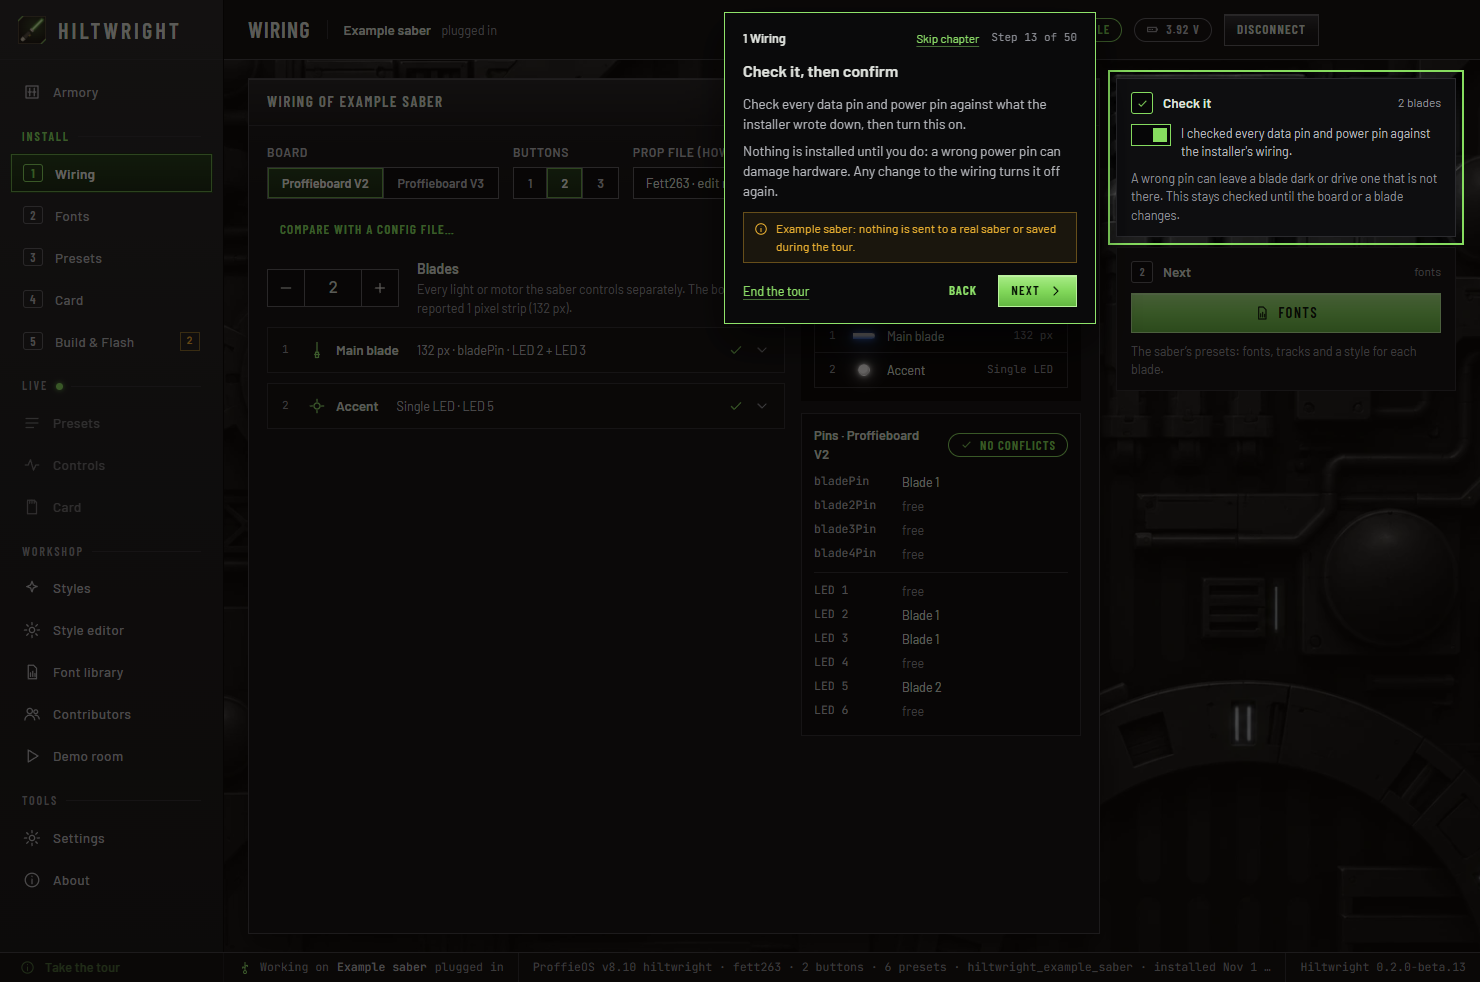 HILTWRIGHT
Armory
INSTALL
1 Wiring
2 Fonts
3 Presets
4 Card
5 Build & Flash 2
LIVE
Presets
Controls
Card
WORKSHOP
Styles
Style editor
Font library
Contributors
Demo room
TOOLS
Settings
About
Take the tour
WIRING
Example saber plugged in
3.92 V
DISCONNECT
WIRING OF EXAMPLE SABER
BOARD
Proffieboard V2 Proffieboard V3
BUTTONS
1 2 3
PROP FILE (HOW
Fett263 · edit
COMPARE WITH A CONFIG FILE…
2
Blades
Every light or motor the saber controls separately. The bo
reported 1 pixel strip (132 px).
1 Main blade 132 px · bladePin · LED 2 + LED 3
2 Accent Single LED · LED 5
1 Wiring
Skip chapter Step 13 of 50
Check it, then confirm
Check every data pin and power pin against what the
installer wrote down, then turn this on.
Nothing is installed until you do: a wrong power pin can
damage hardware. Any change to the wiring turns it off
again.
Example saber: nothing is sent to a real saber or saved
during the tour.
End the tour BACK NEXT
1 Main blade 132 px
2 Accent Single LED
Pins · Proffieboard
V2
NO CONFLICTS
bladePin Blade 1
blade2Pin free
blade3Pin free
blade4Pin free
LED 1 free
LED 2 Blade 1
LED 3 Blade 1
LED 4 free
LED 5 Blade 2
LED 6 free
Check it 2 blades
I checked every data pin and power pin against
the installer's wiring.
A wrong pin can leave a blade dark or drive one that is not
there. This stays checked until the board or a blade
changes.
2 Next fonts
FONTS
The saber's presets: fonts, tracks and a style for each
blade.
Working on Example saber plugged in
ProffieOS v8.10 hiltwright · fett263 · 2 buttons · 6 presets · hiltwright_example_saber · installed Nov 1 …
Hiltwright 0.2.0-beta.13